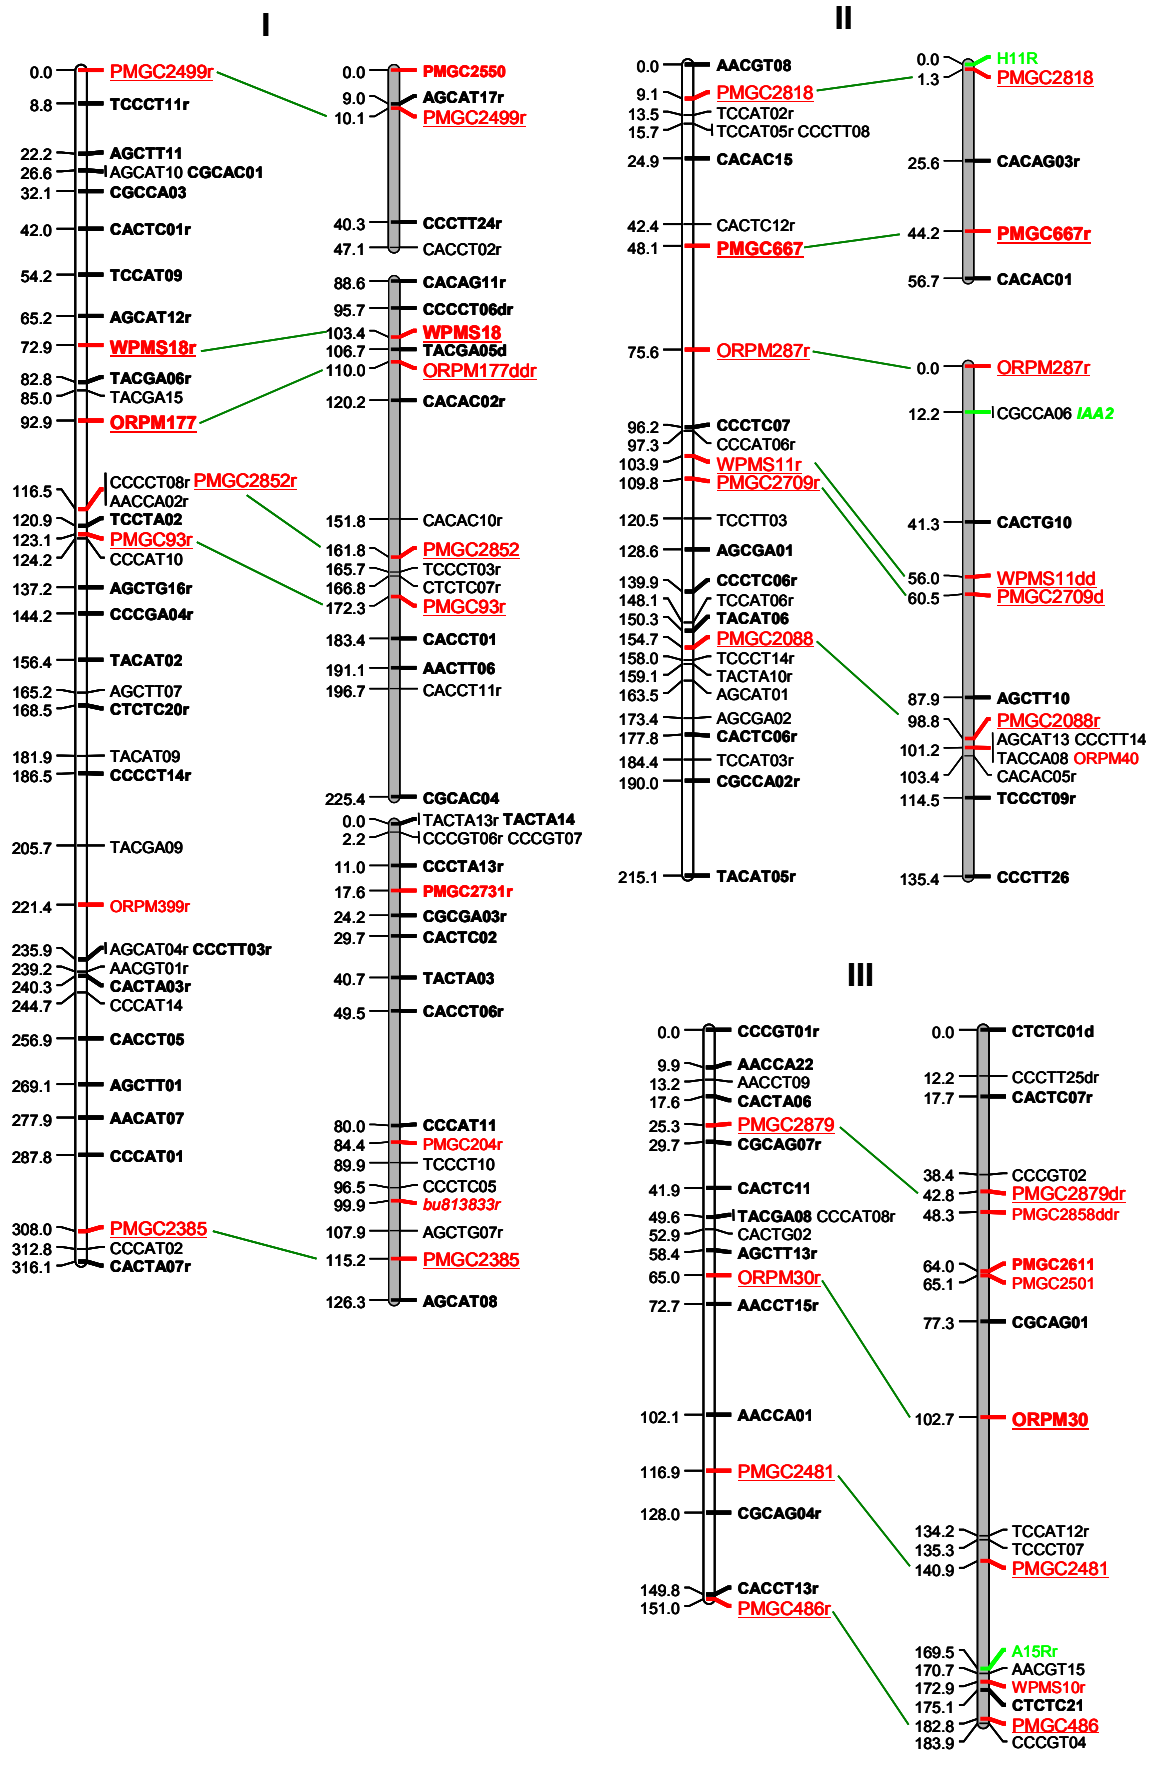 I
0.0 PMGC2499r
8.8 TCCCT11r
22.2 AGCTT11
26.6 AGCAT10 CGCAC01
32.1 CGCCA03
42.0 CACTC01r
54.2 TCCAT09
65.2 AGCAT12r
72.9 WPMS18r
82.8 TACGA06r
85.0 TACGA15
92.9 ORPM177
116.5 CCCCT08r PMGC2852r
AACCA02r
120.9 TCCTA02
123.1 PMGC93r
124.2 CCCAT10
137.2 AGCTG16r
144.2 CCCGA04r
156.4 TACAT02
165.2 AGCTT07
168.5 CTCTC20r
181.9 TACAT09
186.5 CCCCT14r
205.7 TACGA09
221.4 ORPM399r
235.9 AGCAT04r CCCTT03r
239.2 AACGT01r
240.3 CACTA03r
244.7 CCCAT14
256.9 CACCT05
269.1 AGCTT01
277.9 AACAT07
287.8 CCCAT01
308.0 PMGC2385
312.8 CCCAT02
316.1 CACTA07r
0.0 PMGC2550
9.0 AGCAT17r
10.1 PMGC2499r
40.3 CCCTT24r
47.1 CACCT02r
88.6 CACAG11r
95.7 CCCCT06dr
103.4 WPMS18
106.7 TACGA05d
110.0 ORPM177ddr
120.2 CACAC02r
151.8 CACAC10r
161.8 PMGC2852
165.7 TCCCT03r
166.8 CTCTC07r
172.3 PMGC93r
183.4 CACCT01
191.1 AACTT06
196.7 CACCT11r
225.4 CGCAC04
0.0 TACTA13r TACTA14
2.2 CCCGT06r CCCGT07
11.0 CCCTA13r
17.6 PMGC2731r
24.2 CGCGA03r
29.7 CACTC02
40.7 TACTA03
49.5 CACCT06r
80.0 CCCAT11
84.4 PMGC204r
89.9 TCCCT10
96.5 CCCTC05
99.9 bu813833r
107.9 AGCTG07r
115.2 PMGC2385
126.3 AGCAT08
II
0.0 AACGT08
9.1 PMGC2818
13.5 TCCAT02r
15.7 TCCAT05r CCCTT08
24.9 CACAC15
42.4 CACTC12r
48.1 PMGC667
75.6 ORPM287r
96.2 CCCTC07
97.3 CCCAT06r
103.9 WPMS11r
109.8 PMGC2709r
120.5 TCCTT03
128.6 AGCGA01
139.9 CCCTC06r
148.1 TCCAT06r
150.3 TACAT06
154.7 PMGC2088
158.0 TCCCT14r
159.1 TACTA10r
163.5 AGCAT01
173.4 AGCGA02
177.8 CACTC06r
184.4 TCCAT03r
190.0 CGCCA02r
215.1 TACAT05r
0.0 H11R
1.3 PMGC2818
25.6 CACAG03r
44.2 PMGC667r
56.7 CACAC01
0.0 ORPM287r
12.2 CGCCA06 IAA2
41.3 CACTG10
56.0 WPMS11dd
60.5 PMGC2709d
87.9 AGCTT10
98.8 PMGC2088r
101.2 AGCAT13 CCCTT14
TACCA08 ORPM40
103.4 CACAC05r
114.5 TCCCT09r
135.4 CCCTT26
III
0.0 CCCGT01r
9.9 AACCA22
13.2 AACCT09
17.6 CACTA06
25.3 PMGC2879
29.7 CGCAG07r
41.9 CACTC11
49.6 TACGA08 CCCAT08r
52.9 CACTG02
58.4 AGCTT13r
65.0 ORPM30r
72.7 AACCT15r
102.1 AACCA01
116.9 PMGC2481
128.0 CGCAG04r
149.8 CACCT13r
151.0 PMGC486r
0.0 CTCTC01d
12.2 CCCTT25dr
17.7 CACTC07r
38.4 CCCGT02
42.8 PMGC2879dr
48.3 PMGC2858ddr
64.0 PMGC2611
65.1 PMGC2501
77.3 CGCAG01
102.7 ORPM30
134.2 TCCAT12r
135.3 TCCCT07
140.9 PMGC2481
169.5 A15Rr
170.7 AACGT15
172.9 WPMS10r
175.1 CTCTC21
182.8 PMGC486
183.9 CCCGT04